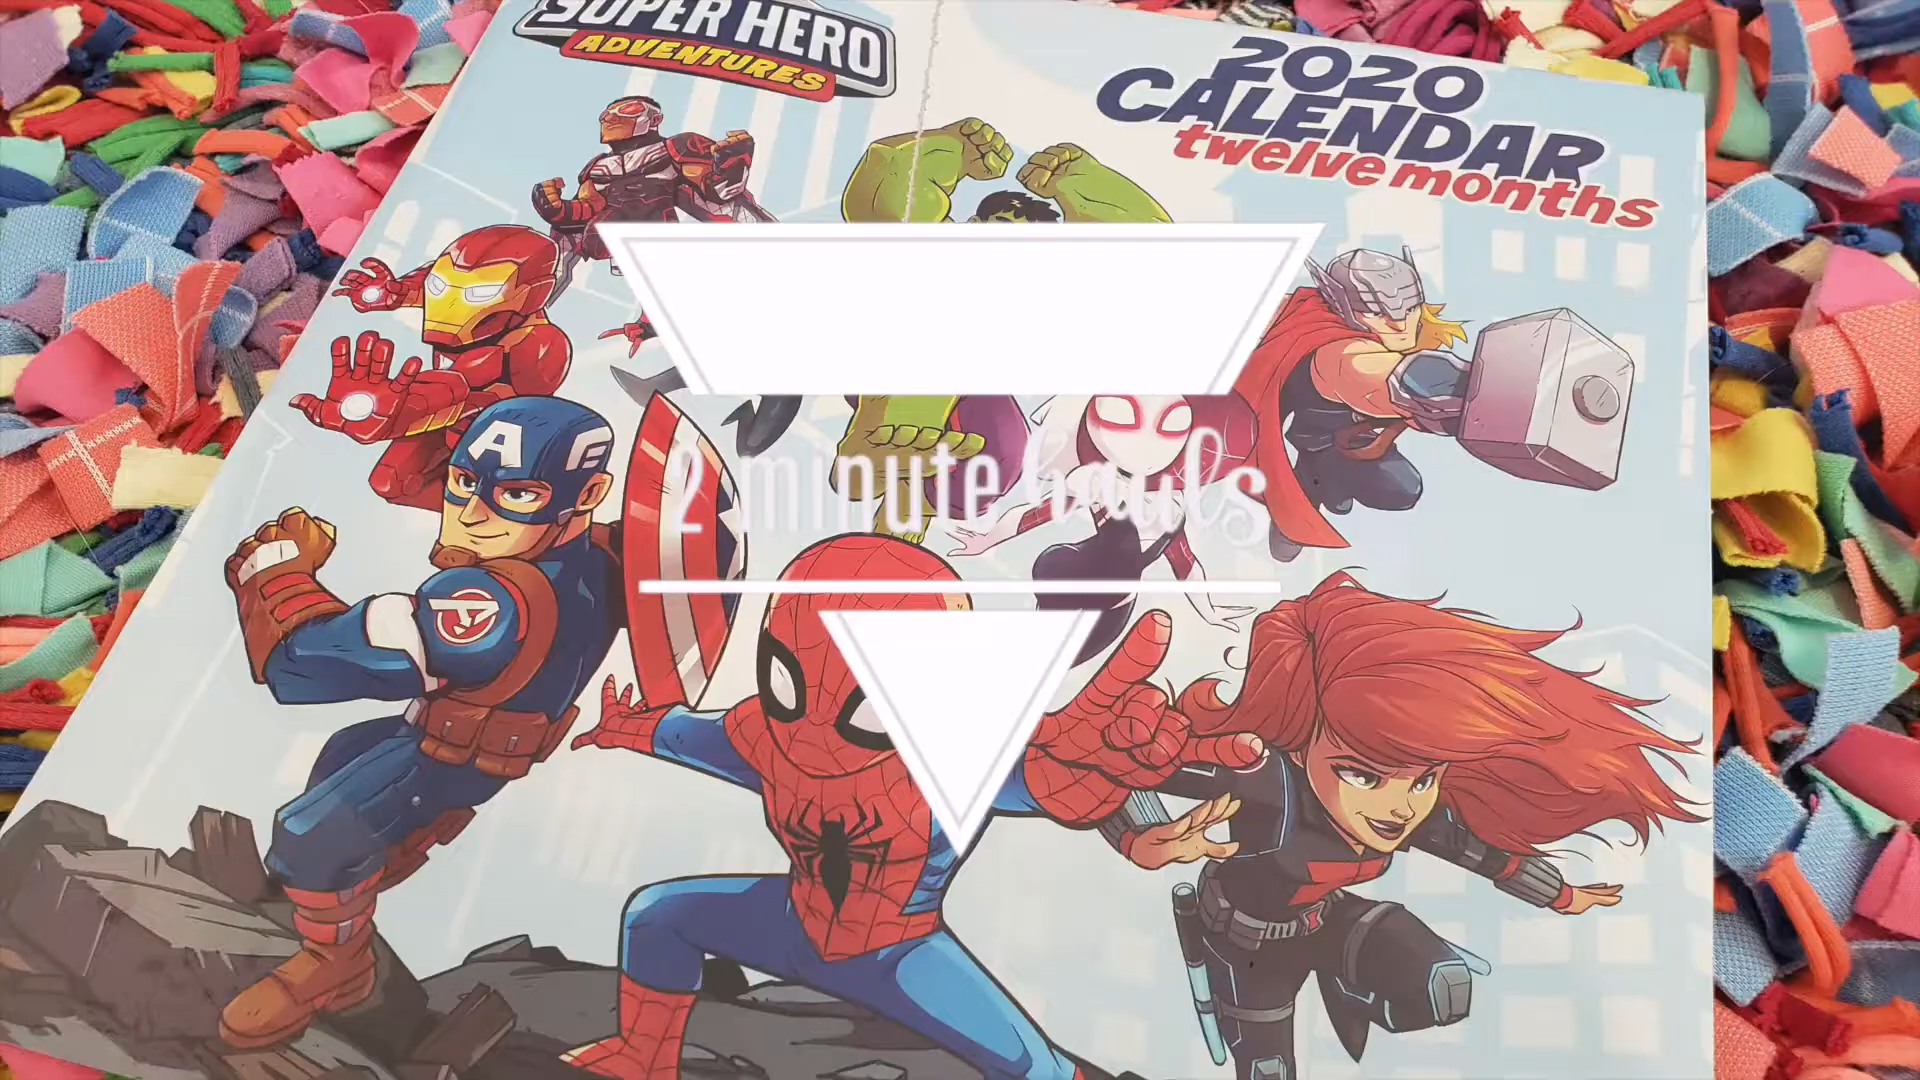 SUPER HERO
ADVENTURES
2020
CALENDAR
twelve months
A
2 minute hauls